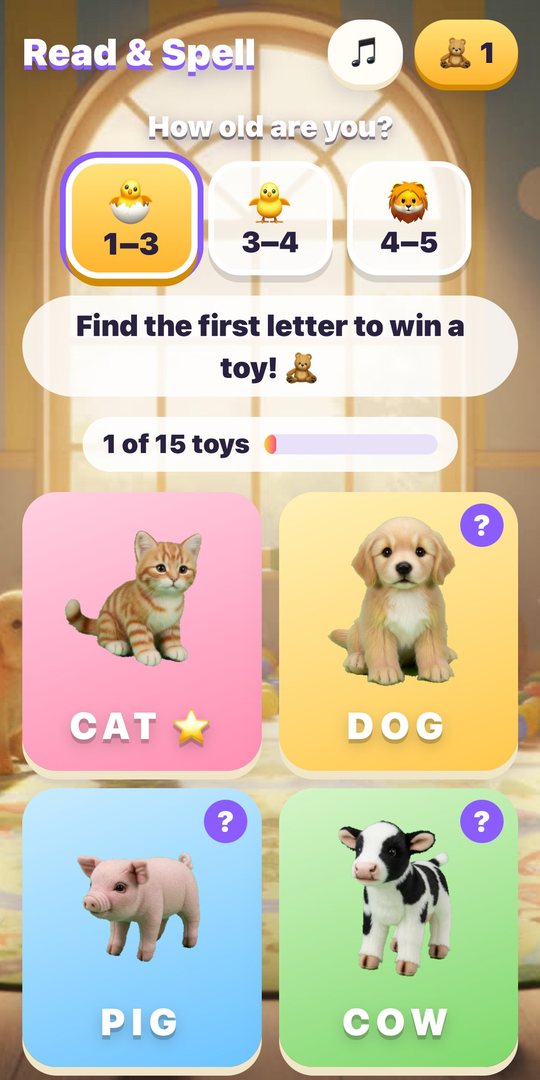 Read & Spell
1
How old are you?
1–3
3–4
4–5
Find the first letter to win a
toy!
1 of 15 toys
?
CAT
DOG
?
?
PIG
COW